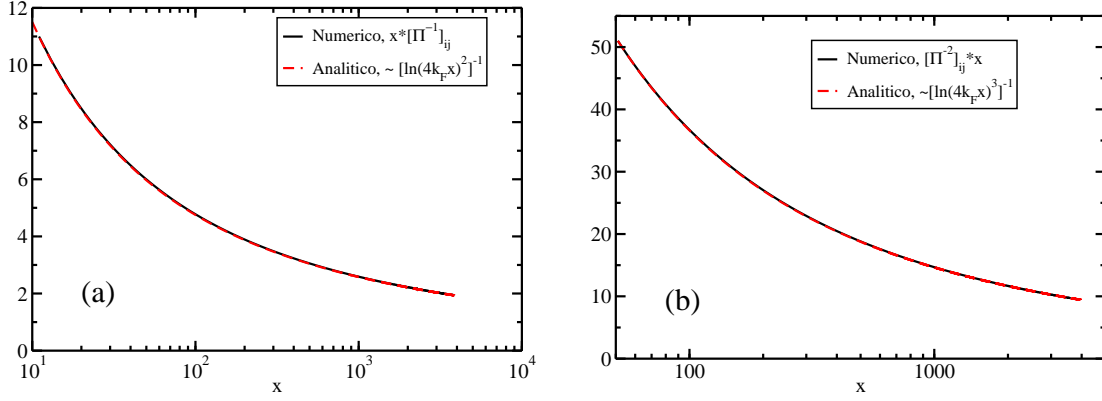 12
10
8
6
4
2
0
10^1
10^2
10^3
10^4
x
Numerico, x*[Π^-1]_ij
Analitico, ~ [ln(4k_F x)^2]^-1
(a)
50
40
30
20
10
0
100
1000
x
Numerico, [Π^-2]_ij*x
Analitico, ~[ln(4k_F x)^3]^-1
(b)